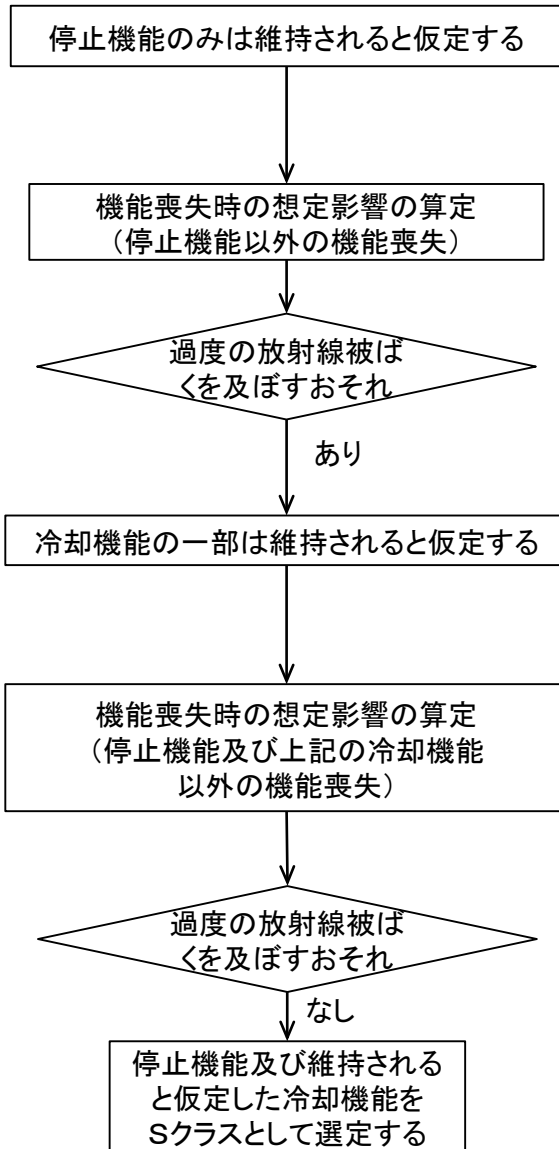 停止機能のみは維持されると仮定する
機能喪失時の想定影響の算定
(停止機能以外の機能喪失)
過度の放射線被ば
くを及ぼすおそれ
あり
冷却機能の一部は維持されると仮定する
機能喪失時の想定影響の算定
(停止機能及び上記の冷却機能
以外の機能喪失)
過度の放射線被ば
くを及ぼすおそれ
なし
停止機能及び維持される
と仮定した冷却機能を
Sクラスとして選定する